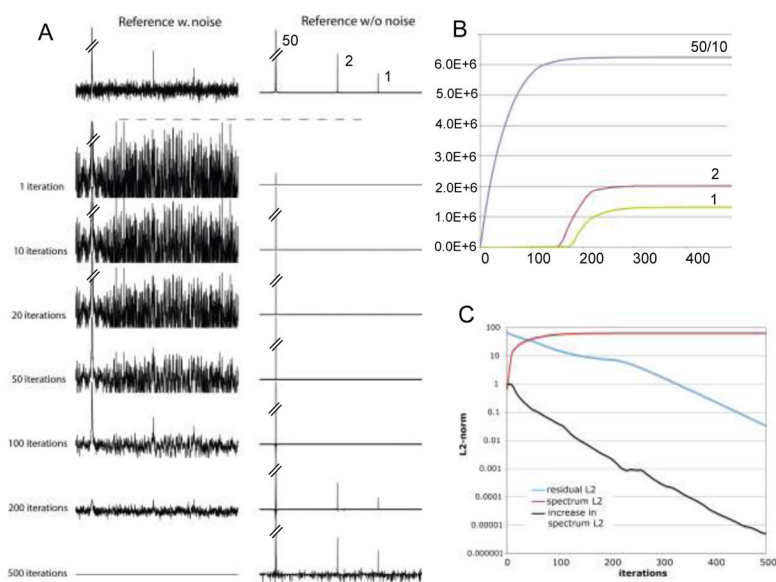 A
Reference w. noise
Reference w/o noise
50
2
1
1 iteration
10 iterations
20 iterations
50 iterations
100 iterations
200 iterations
500 iterations
B
50/10
6.0E+6
5.0E+6
4.0E+6
3.0E+6
2.0E+6
1.0E+6
0.0E+6
2
1
0 100 200 300 400
C
L2-norm
100
10
1
0.1
0.01
0.001
0.0001
0.00001
0.000001
residual L2
spectrum L2
increase in
spectrum L2
0 100 200 300 400 500
iterations